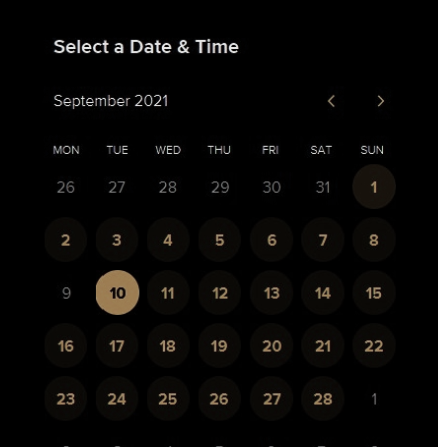 Select a Date & Time
September 2021
MON TUE WED THU FRI SAT SUN
26 27 28 29 30 31 1
2 3 4 5 6 7 8
9 10 11 12 13 14 15
16 17 18 19 20 21 22
23 24 25 26 27 28 1